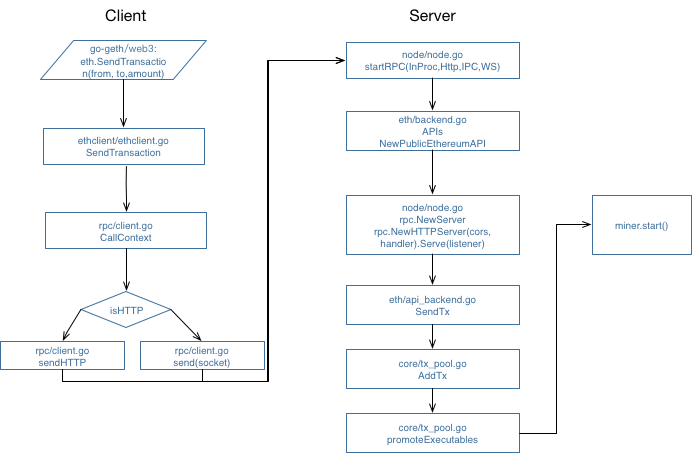 Client
go-geth/web3:
eth.SendTransactio
n(from, to,amount)
ethclient/ethclient.go
SendTransaction
rpc/client.go
CallContext
isHTTP
rpc/client.go
sendHTTP
rpc/client.go
send(socket)
Server
node/node.go
startRPC(InProc,Http,IPC,WS)
eth/backend.go
APIs
NewPublicEthereumAPI
node/node.go
rpc.NewServer
rpc.NewHTTPServer(cors,
handler).Serve(listener)
eth/api_backend.go
SendTx
core/tx_pool.go
AddTx
core/tx_pool.go
promoteExecutables
miner.start()